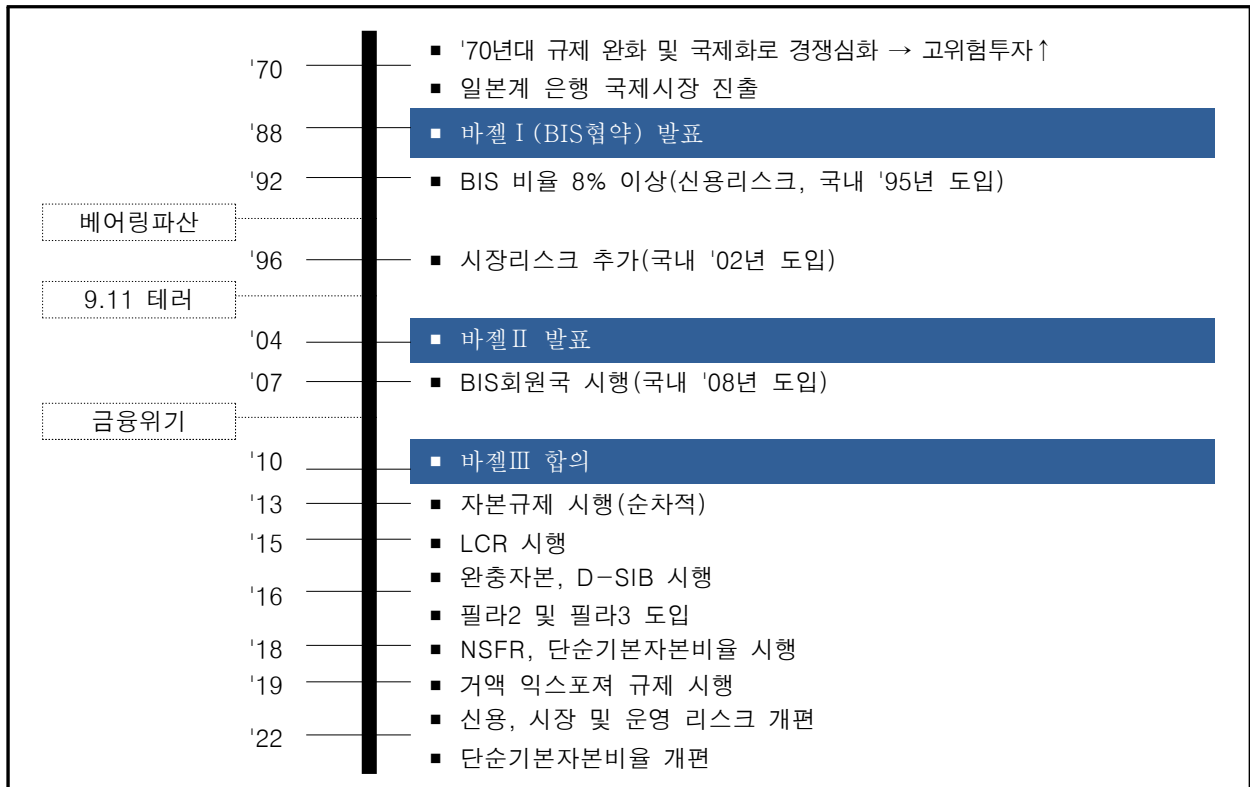 '70
▪ '70년대 규제 완화 및 국제화로 경쟁심화 → 고위험투자↑
▪ 일본계 은행 국제시장 진출
'88
▪ 바젤Ⅰ(BIS협약) 발표
'92
▪ BIS 비율 8% 이상(신용리스크, 국내 '95년 도입)
베어링파산
'96
▪ 시장리스크 추가(국내 '02년 도입)
9.11 테러
'04
▪ 바젤Ⅱ 발표
'07
▪ BIS회원국 시행(국내 '08년 도입)
금융위기
'10
▪ 바젤Ⅲ 합의
'13
▪ 자본규제 시행(순차적)
'15
▪ LCR 시행
'16
▪ 완충자본, D-SIB 시행
▪ 필라2 및 필라3 도입
'18
▪ NSFR, 단순기본자본비율 시행
'19
▪ 거액 익스포져 규제 시행
'22
▪ 신용, 시장 및 운영 리스크 개편
▪ 단순기본자본비율 개편